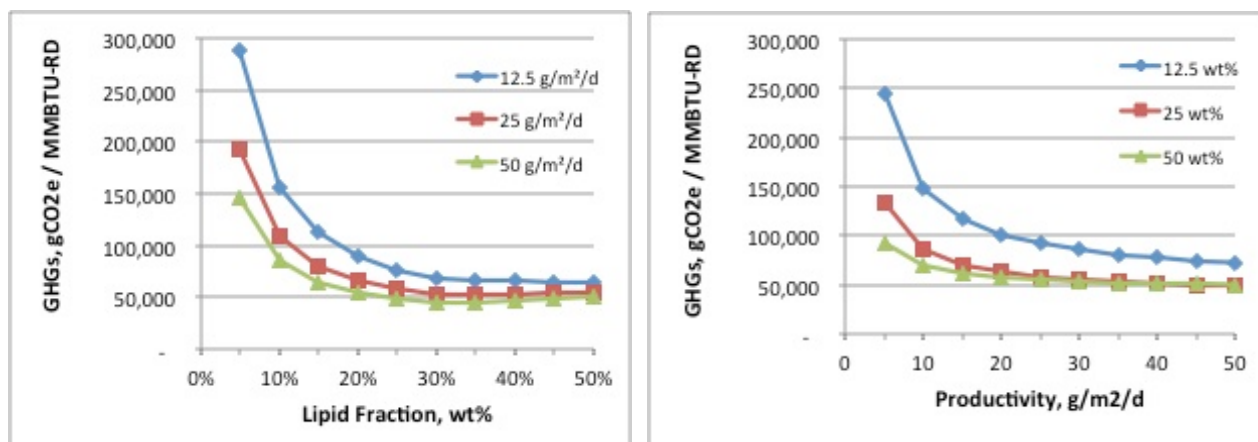 GHGs, gCO2e / MMBTU-RD
300,000
250,000
200,000
150,000
100,000
50,000
-
0% 10% 20% 30% 40% 50%
Lipid Fraction, wt%
12.5 g/m²/d
25 g/m²/d
50 g/m²/d
GHGs, gCO2e / MMBTU-RD
300,000
250,000
200,000
150,000
100,000
50,000
-
0 10 20 30 40 50
Productivity, g/m2/d
12.5 wt%
25 wt%
50 wt%